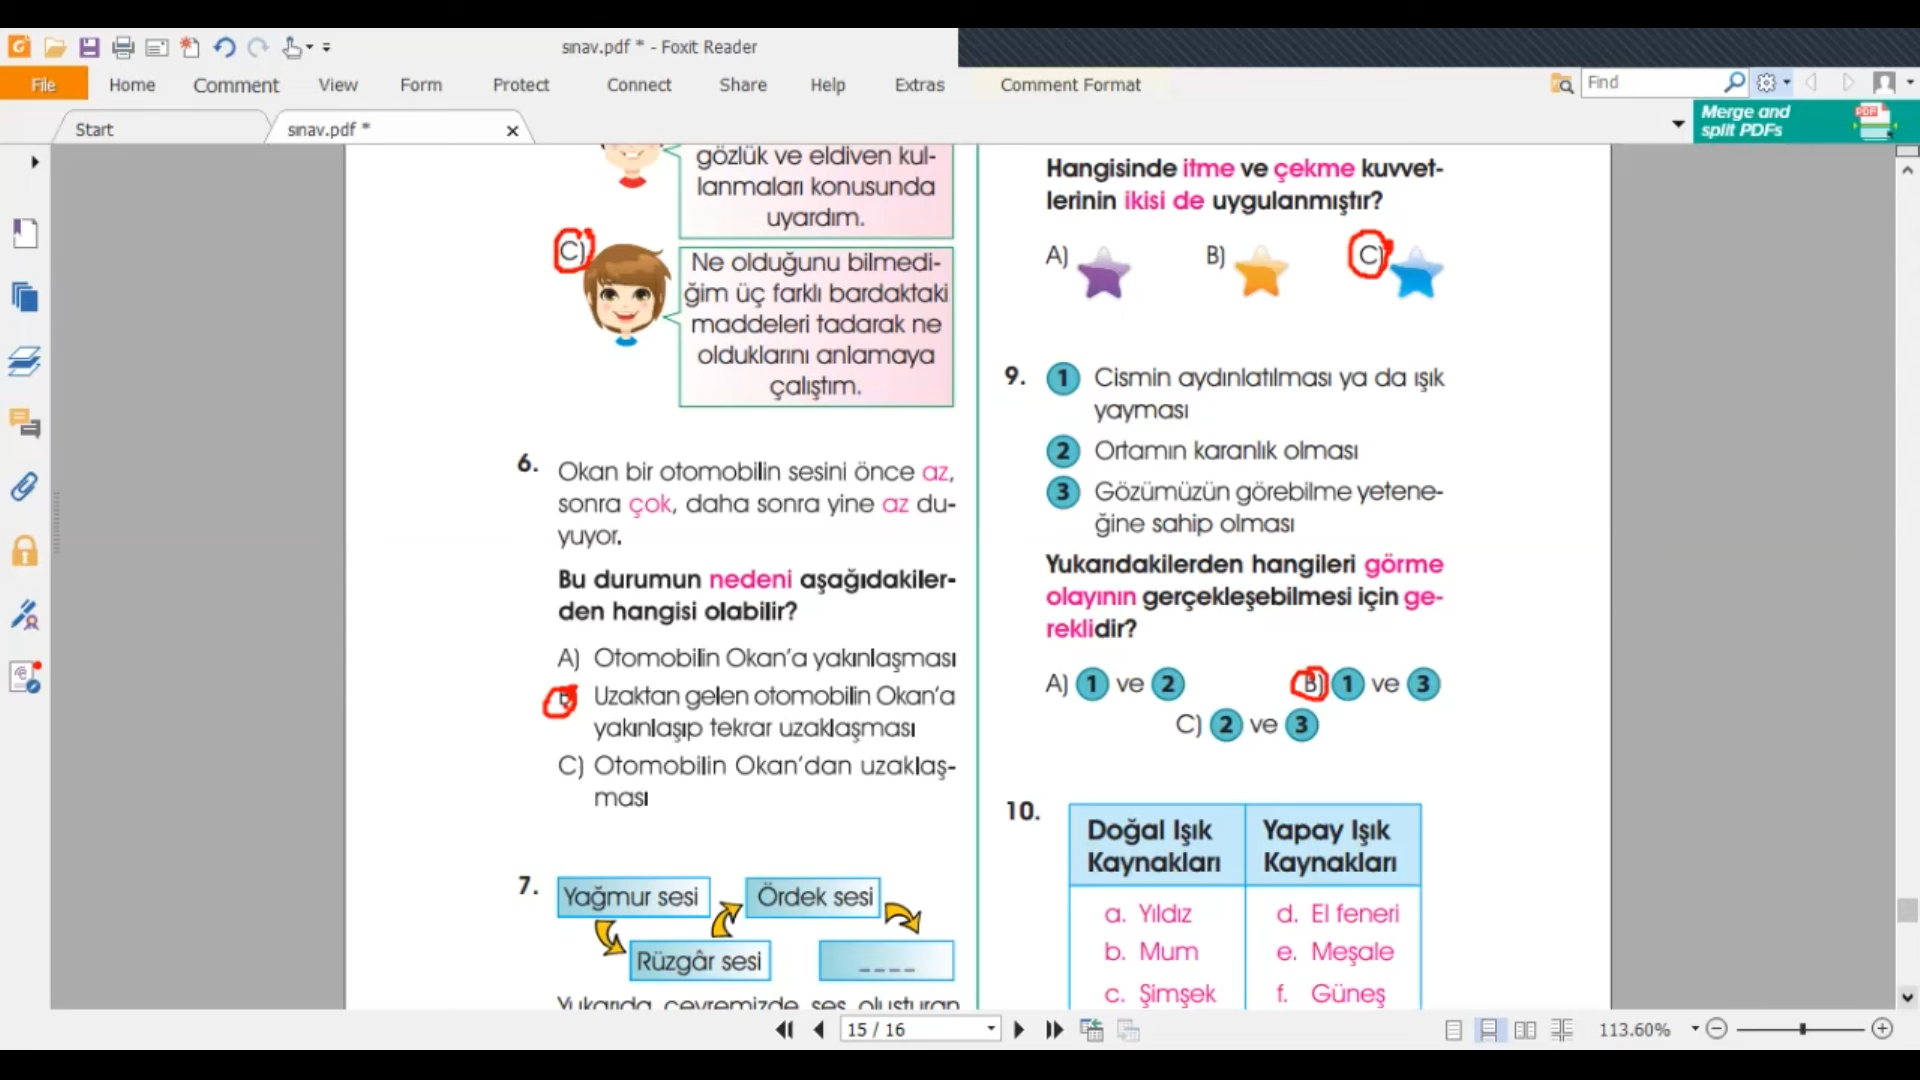 sınav.pdf * - Foxit Reader
File
Home
Comment
View
Form
Protect
Connect
Share
Help
Extras
Comment Format
Find
Start
sınav.pdf *
Merge and
split PDFs
gözlük ve eldiven kul-
lanmaları konusunda
uyardım.
C)
Ne olduğunu bilmedi-
ğim üç farklı bardaktaki
maddeleri tadarak ne
olduklarını anlamaya
çalıştım.
6.
Okan bir otomobilin sesini önce az,
sonra çok, daha sonra yine az du-
yuyor.
Bu durumun nedeni aşağıdakiler-
den hangisi olabilir?
A) Otomobilin Okan'a yakınlaşması
B) Uzaktan gelen otomobilin Okan'a
yakınlaşıp tekrar uzaklaşması
C) Otomobilin Okan'dan uzaklaş-
ması
7.
Yağmur sesi
Ördek sesi
Rüzgâr sesi
_ _ _ _
Yukarıda çevremizde ses oluşturan
Hangisinde itme ve çekme kuvvet-
lerinin ikisi de uygulanmıştır?
A)
B)
C)
9.
1 Cismin aydınlatılması ya da ışık
yayması
2 Ortamın karanlık olması
3 Gözümüzün görebilme yetene-
ğine sahip olması
Yukarıdakilerden hangileri görme
olayının gerçekleşebilmesi için ge-
reklidir?
A) 1 ve 2
B) 1 ve 3
C) 2 ve 3
10.
Doğal Işık
Kaynakları
Yapay Işık
Kaynakları
a. Yıldız
d. El feneri
b. Mum
e. Meşale
c. Şimşek
f. Güneş
15 / 16
113.60%